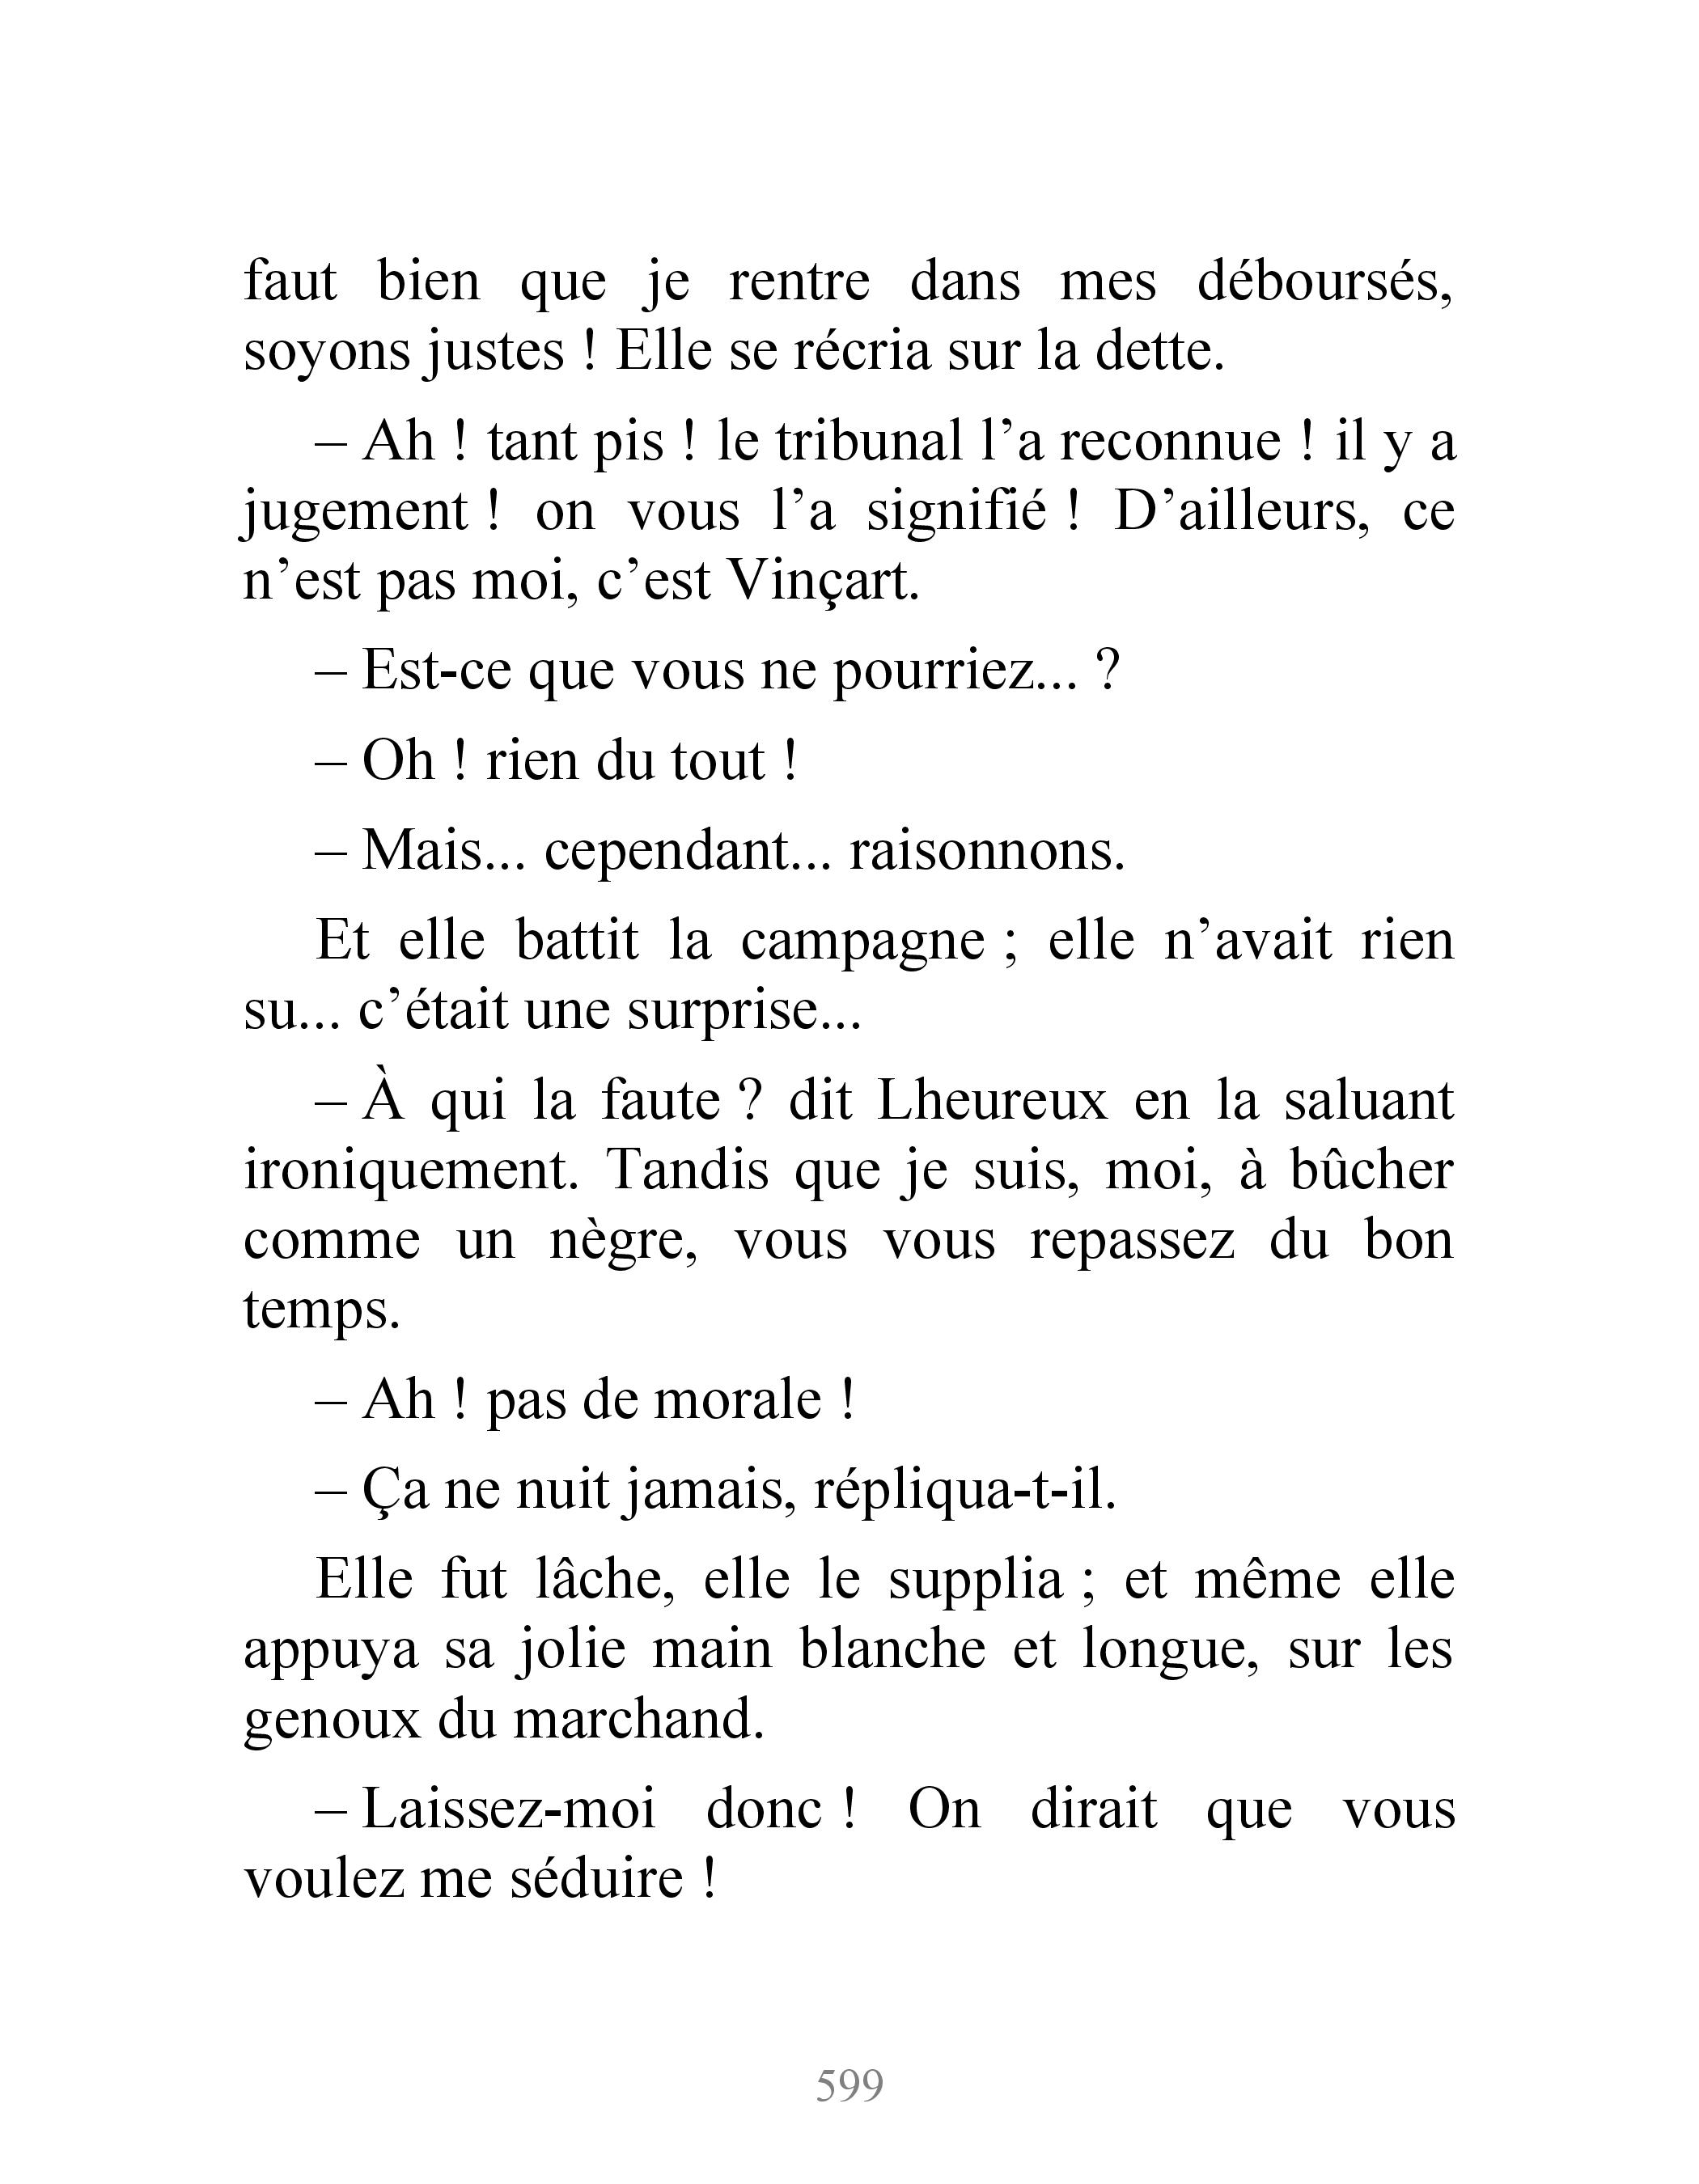 faut bien que je rentre dans mes déboursés,
soyons justes ! Elle se récria sur la dette.
– Ah ! tant pis ! le tribunal l’a reconnue ! il y a
jugement ! on vous l’a signifié ! D’ailleurs, ce
n’est pas moi, c’est Vinçart.
– Est-ce que vous ne pourriez... ?
– Oh ! rien du tout !
– Mais... cependant... raisonnons.
Et elle battit la campagne ; elle n’avait rien
su... c’était une surprise...
– À qui la faute ? dit Lheureux en la saluant
ironiquement. Tandis que je suis, moi, à bûcher
comme un nègre, vous vous repassez du bon
temps.
– Ah ! pas de morale !
– Ça ne nuit jamais, répliqua-t-il.
Elle fut lâche, elle le supplia ; et même elle
appuya sa jolie main blanche et longue, sur les
genoux du marchand.
– Laissez-moi donc ! On dirait que vous
voulez me séduire !
599